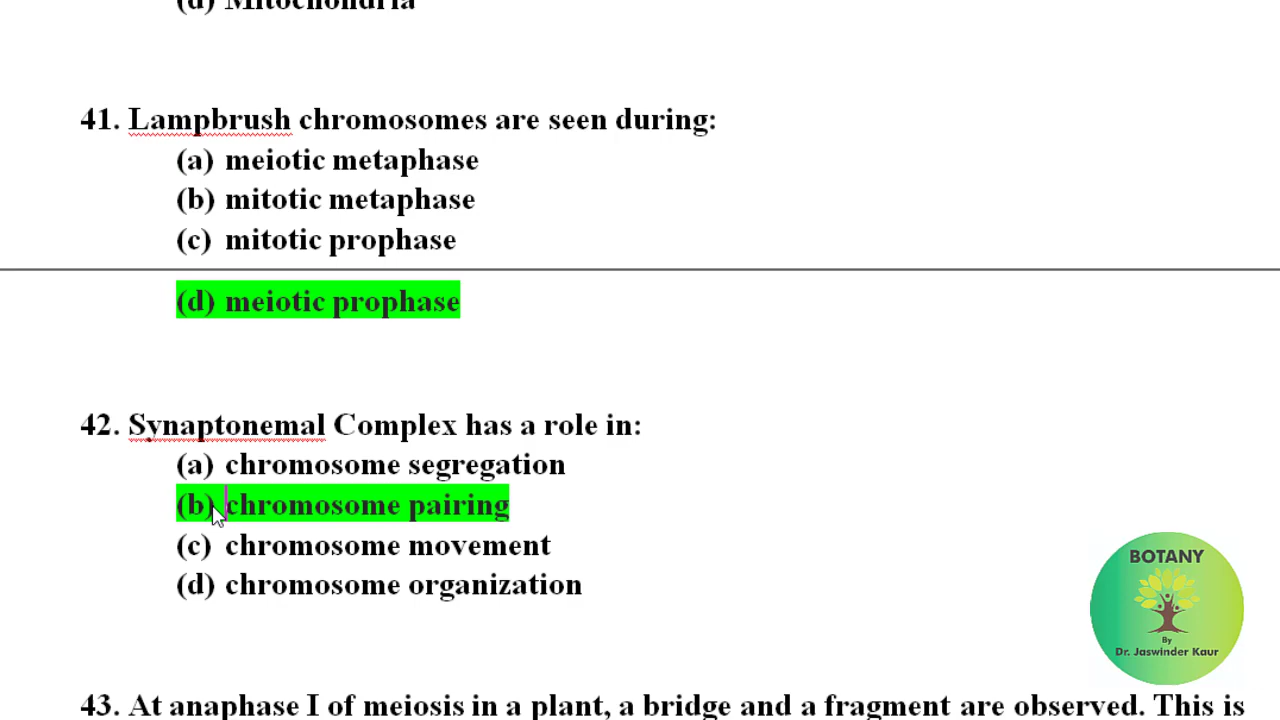 (d) Mitochondria
41. Lampbrush chromosomes are seen during:
(a) meiotic metaphase
(b) mitotic metaphase
(c) mitotic prophase
(d) meiotic prophase
42. Synaptonemal Complex has a role in:
(a) chromosome segregation
(b) chromosome pairing
(c) chromosome movement
(d) chromosome organization
BOTANY
By
Dr. Jaswinder Kaur
43. At anaphase I of meiosis in a plant, a bridge and a fragment are observed. This is